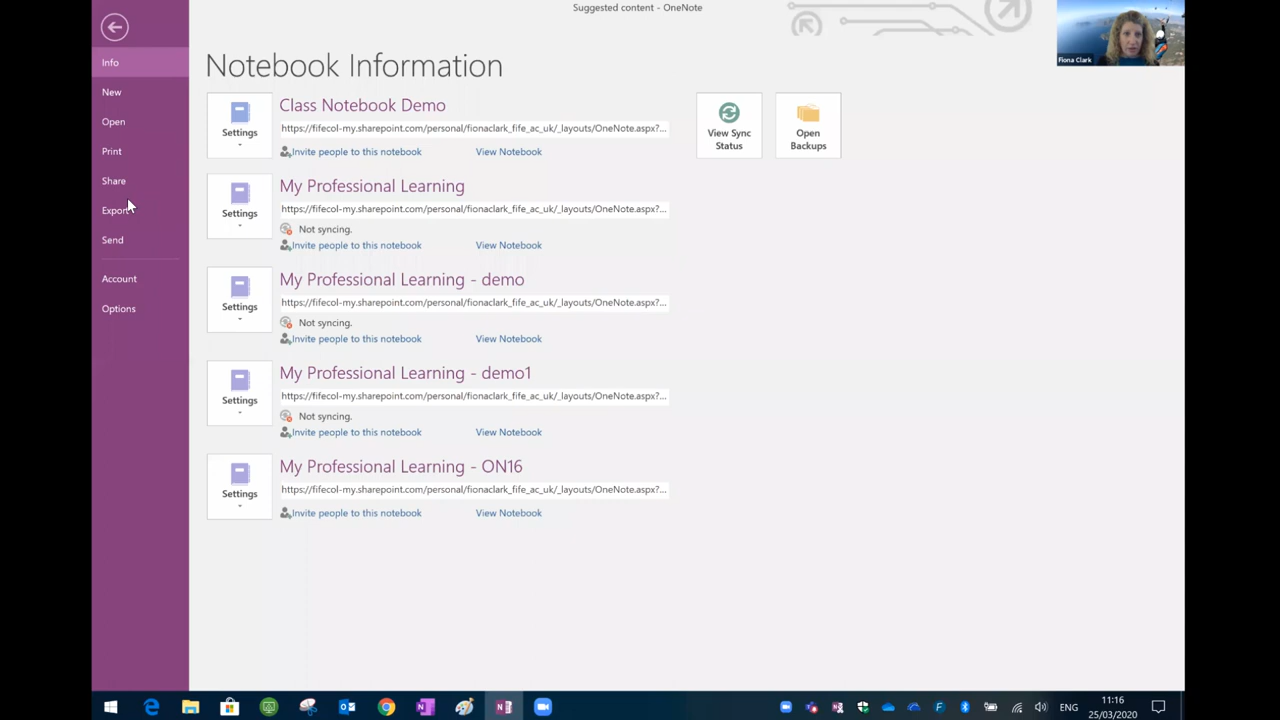 Suggested content - OneNote
Fiona Clark
Info
New
Open
Print
Share
Export
Send
Account
Options
Notebook Information
Settings
Class Notebook Demo
https://fifecol-my.sharepoint.com/personal/fionaclark_fife_ac_uk/_layouts/OneNote.aspx?...
Invite people to this notebook
View Notebook
View Sync
Status
Open
Backups
Settings
My Professional Learning
https://fifecol-my.sharepoint.com/personal/fionaclark_fife_ac_uk/_layouts/OneNote.aspx?...
Not syncing.
Invite people to this notebook
View Notebook
Settings
My Professional Learning - demo
https://fifecol-my.sharepoint.com/personal/fionaclark_fife_ac_uk/_layouts/OneNote.aspx?...
Not syncing.
Invite people to this notebook
View Notebook
Settings
My Professional Learning - demo1
https://fifecol-my.sharepoint.com/personal/fionaclark_fife_ac_uk/_layouts/OneNote.aspx?...
Not syncing.
Invite people to this notebook
View Notebook
Settings
My Professional Learning - ON16
https://fifecol-my.sharepoint.com/personal/fionaclark_fife_ac_uk/_layouts/OneNote.aspx?...
Invite people to this notebook
View Notebook
ENG
11:16
25/03/2020